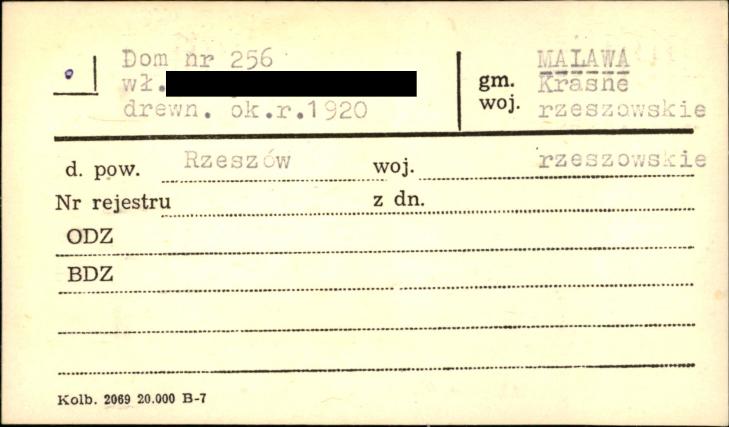 Dom nr 256
wł.
drewn. ok.r.1920
MALAWA
gm. Krasne
woj. rzeszowskie
d. pow. Rzeszów woj. rzeszowskie
Nr rejestru z dn.
ODZ
BDZ
Kolb. 2069 20.000 B-7